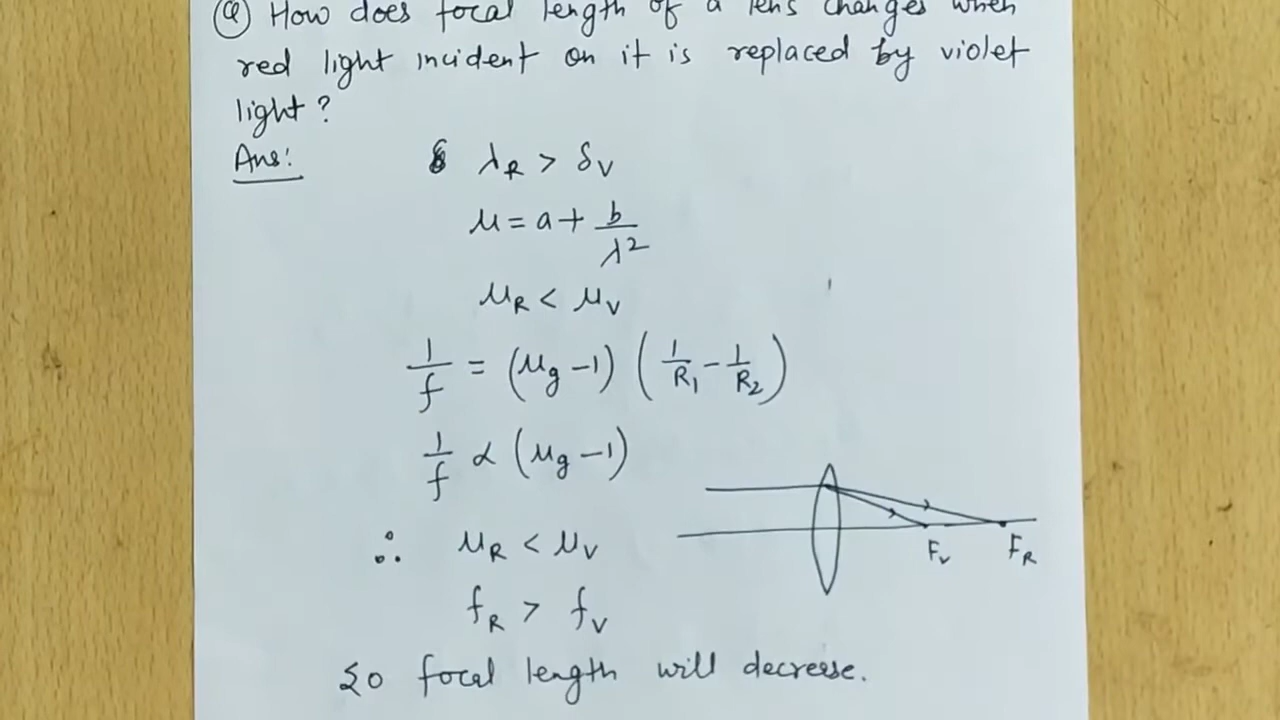 Q How does focal length of a lens changes when
red light incident on it is replaced by violet
light ?
Ans:
λR > δV
μ = a + b/λ²
μR < μV
1/f = (μg -1) (1/R1 - 1/R2)
1/f ∝ (μg -1)
∴ μR < μV
FV FR
fR > fV
So focal length will decrease.